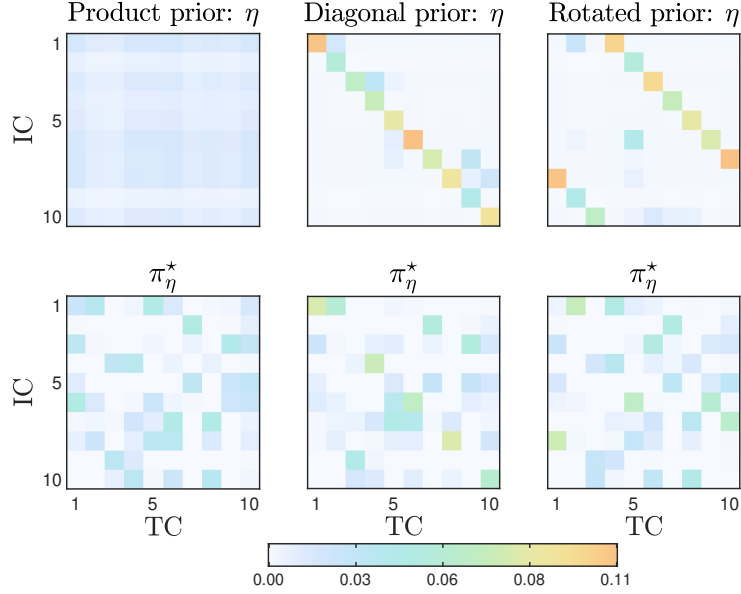 Product prior: η Diagonal prior: η Rotated prior: η
1
5
10
IC
π⋆η π⋆η π⋆η
1
5
10
IC
1 5 10 1 5 10 1 5 10
TC TC TC
0.00 0.03 0.06 0.08 0.11